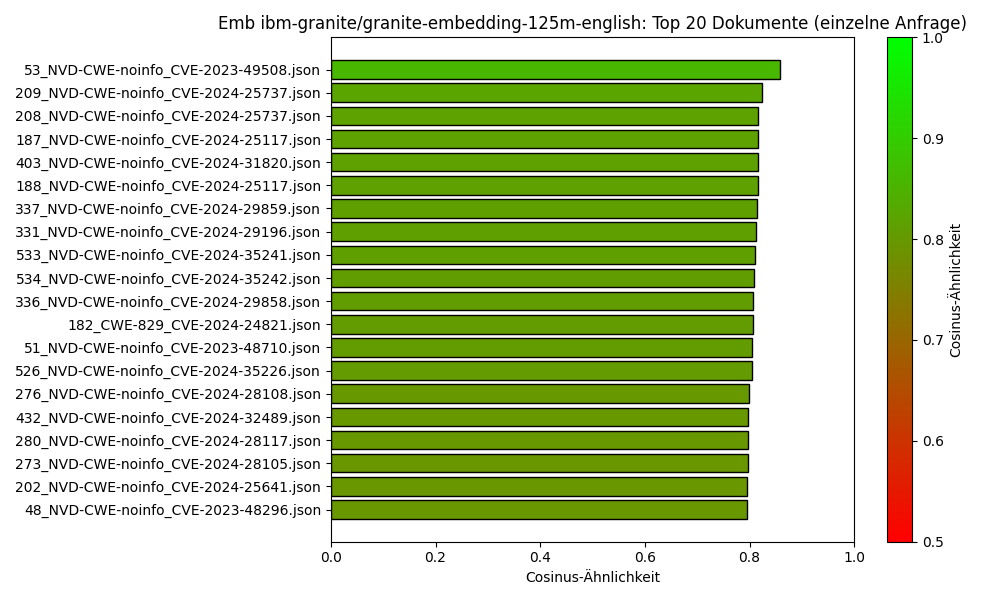 Emb ibm-granite/granite-embedding-125m-english: Top 20 Dokumente (einzelne Anfrage)
53_NVD-CWE-noinfo_CVE-2023-49508.json
209_NVD-CWE-noinfo_CVE-2024-25737.json
208_NVD-CWE-noinfo_CVE-2024-25737.json
187_NVD-CWE-noinfo_CVE-2024-25117.json
403_NVD-CWE-noinfo_CVE-2024-31820.json
188_NVD-CWE-noinfo_CVE-2024-25117.json
337_NVD-CWE-noinfo_CVE-2024-29859.json
331_NVD-CWE-noinfo_CVE-2024-29196.json
533_NVD-CWE-noinfo_CVE-2024-35241.json
534_NVD-CWE-noinfo_CVE-2024-35242.json
336_NVD-CWE-noinfo_CVE-2024-29858.json
182_CWE-829_CVE-2024-24821.json
51_NVD-CWE-noinfo_CVE-2023-48710.json
526_NVD-CWE-noinfo_CVE-2024-35226.json
276_NVD-CWE-noinfo_CVE-2024-28108.json
432_NVD-CWE-noinfo_CVE-2024-32489.json
280_NVD-CWE-noinfo_CVE-2024-28117.json
273_NVD-CWE-noinfo_CVE-2024-28105.json
202_NVD-CWE-noinfo_CVE-2024-25641.json
48_NVD-CWE-noinfo_CVE-2023-48296.json
0.0 0.2 0.4 0.6 0.8 1.0
Cosinus-Ähnlichkeit
1.0
0.9
0.8
0.7
0.6
0.5
Cosinus-Ähnlichkeit